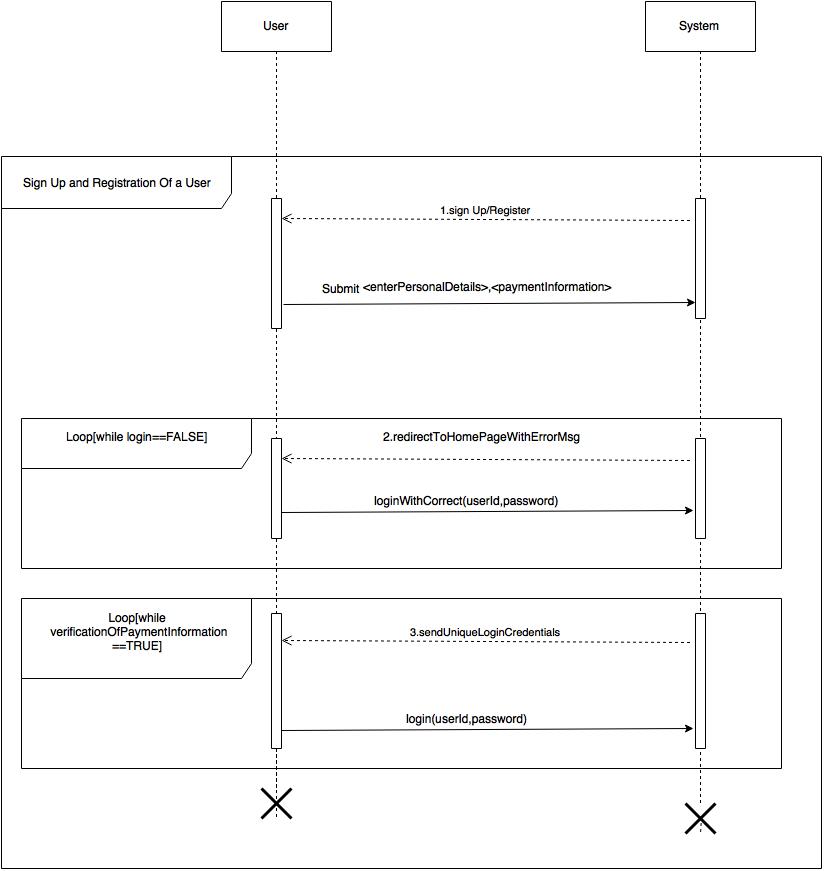 User
System
Sign Up and Registration Of a User
1.sign Up/Register
Submit <enterPersonalDetails>,<paymentInformation>
Loop[while login==FALSE]
2.redirectToHomePageWithErrorMsg
loginWithCorrect(userId,password)
Loop[while
verificationOfPaymentInformation
==TRUE]
3.sendUniqueLoginCredentials
login(userId,password)